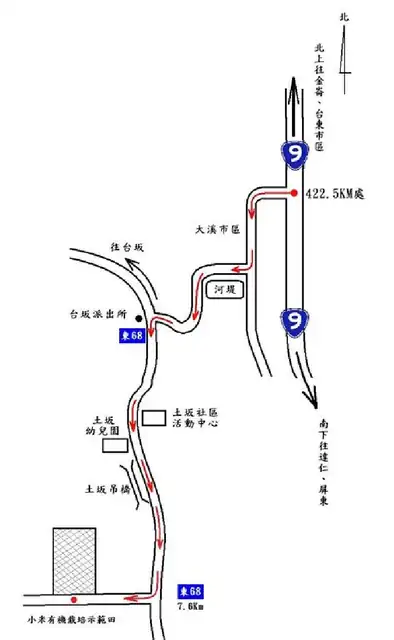 北
北上往金崙、台東市區
9
422.5KM處
大溪市區
往台坂
河堤
台坂派出所
東68
9
土坂社區
活動中心
土坂
幼兒園
南下往達仁、屏東
土坂吊橋
東68
7.6Km
小米有機栽培示範田